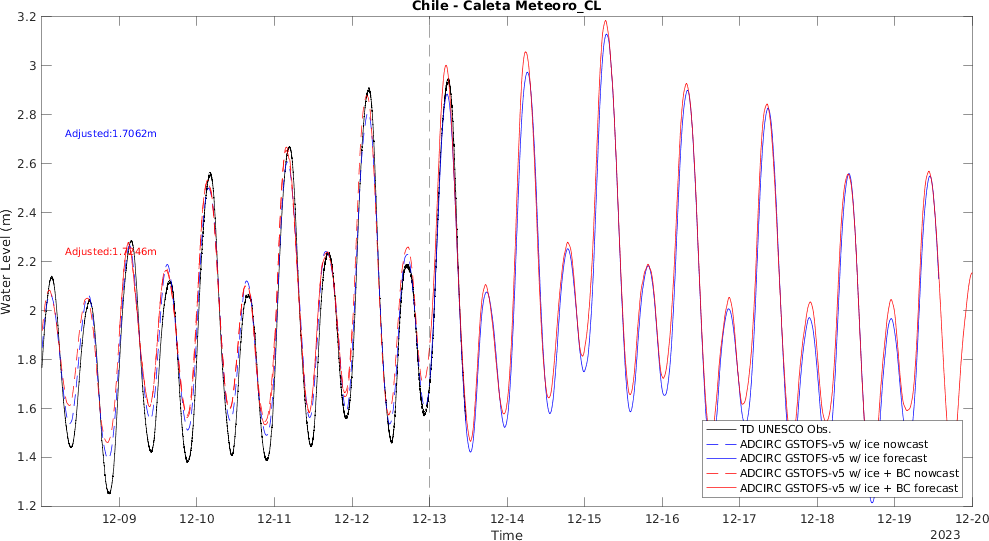 Chile - Caleta Meteoro_CL
Water Level (m)
3.2
3
2.8
2.6
2.4
2.2
2
1.8
1.6
1.4
1.2
Adjusted:1.7062m
TD UNESCO Obs.
ADCIRC GSTOFS-v5 w/ ice nowcast
ADCIRC GSTOFS-v5 w/ ice forecast
ADCIRC GSTOFS-v5 w/ ice + BC nowcast
ADCIRC GSTOFS-v5 w/ ice + BC forecast
12-09 12-10 12-11 12-12 12-13 12-14 12-15 12-16 12-17 12-18 12-19 12-20
Time
2023